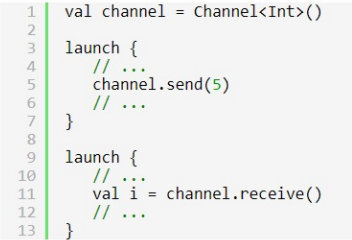 1 val channel = Channel<Int>()
2
3 launch {
4     // ...
5     channel.send(5)
6     // ...
7 }
8
9 launch {
10     // ...
11     val i = channel.receive()
12     // ...
13 }